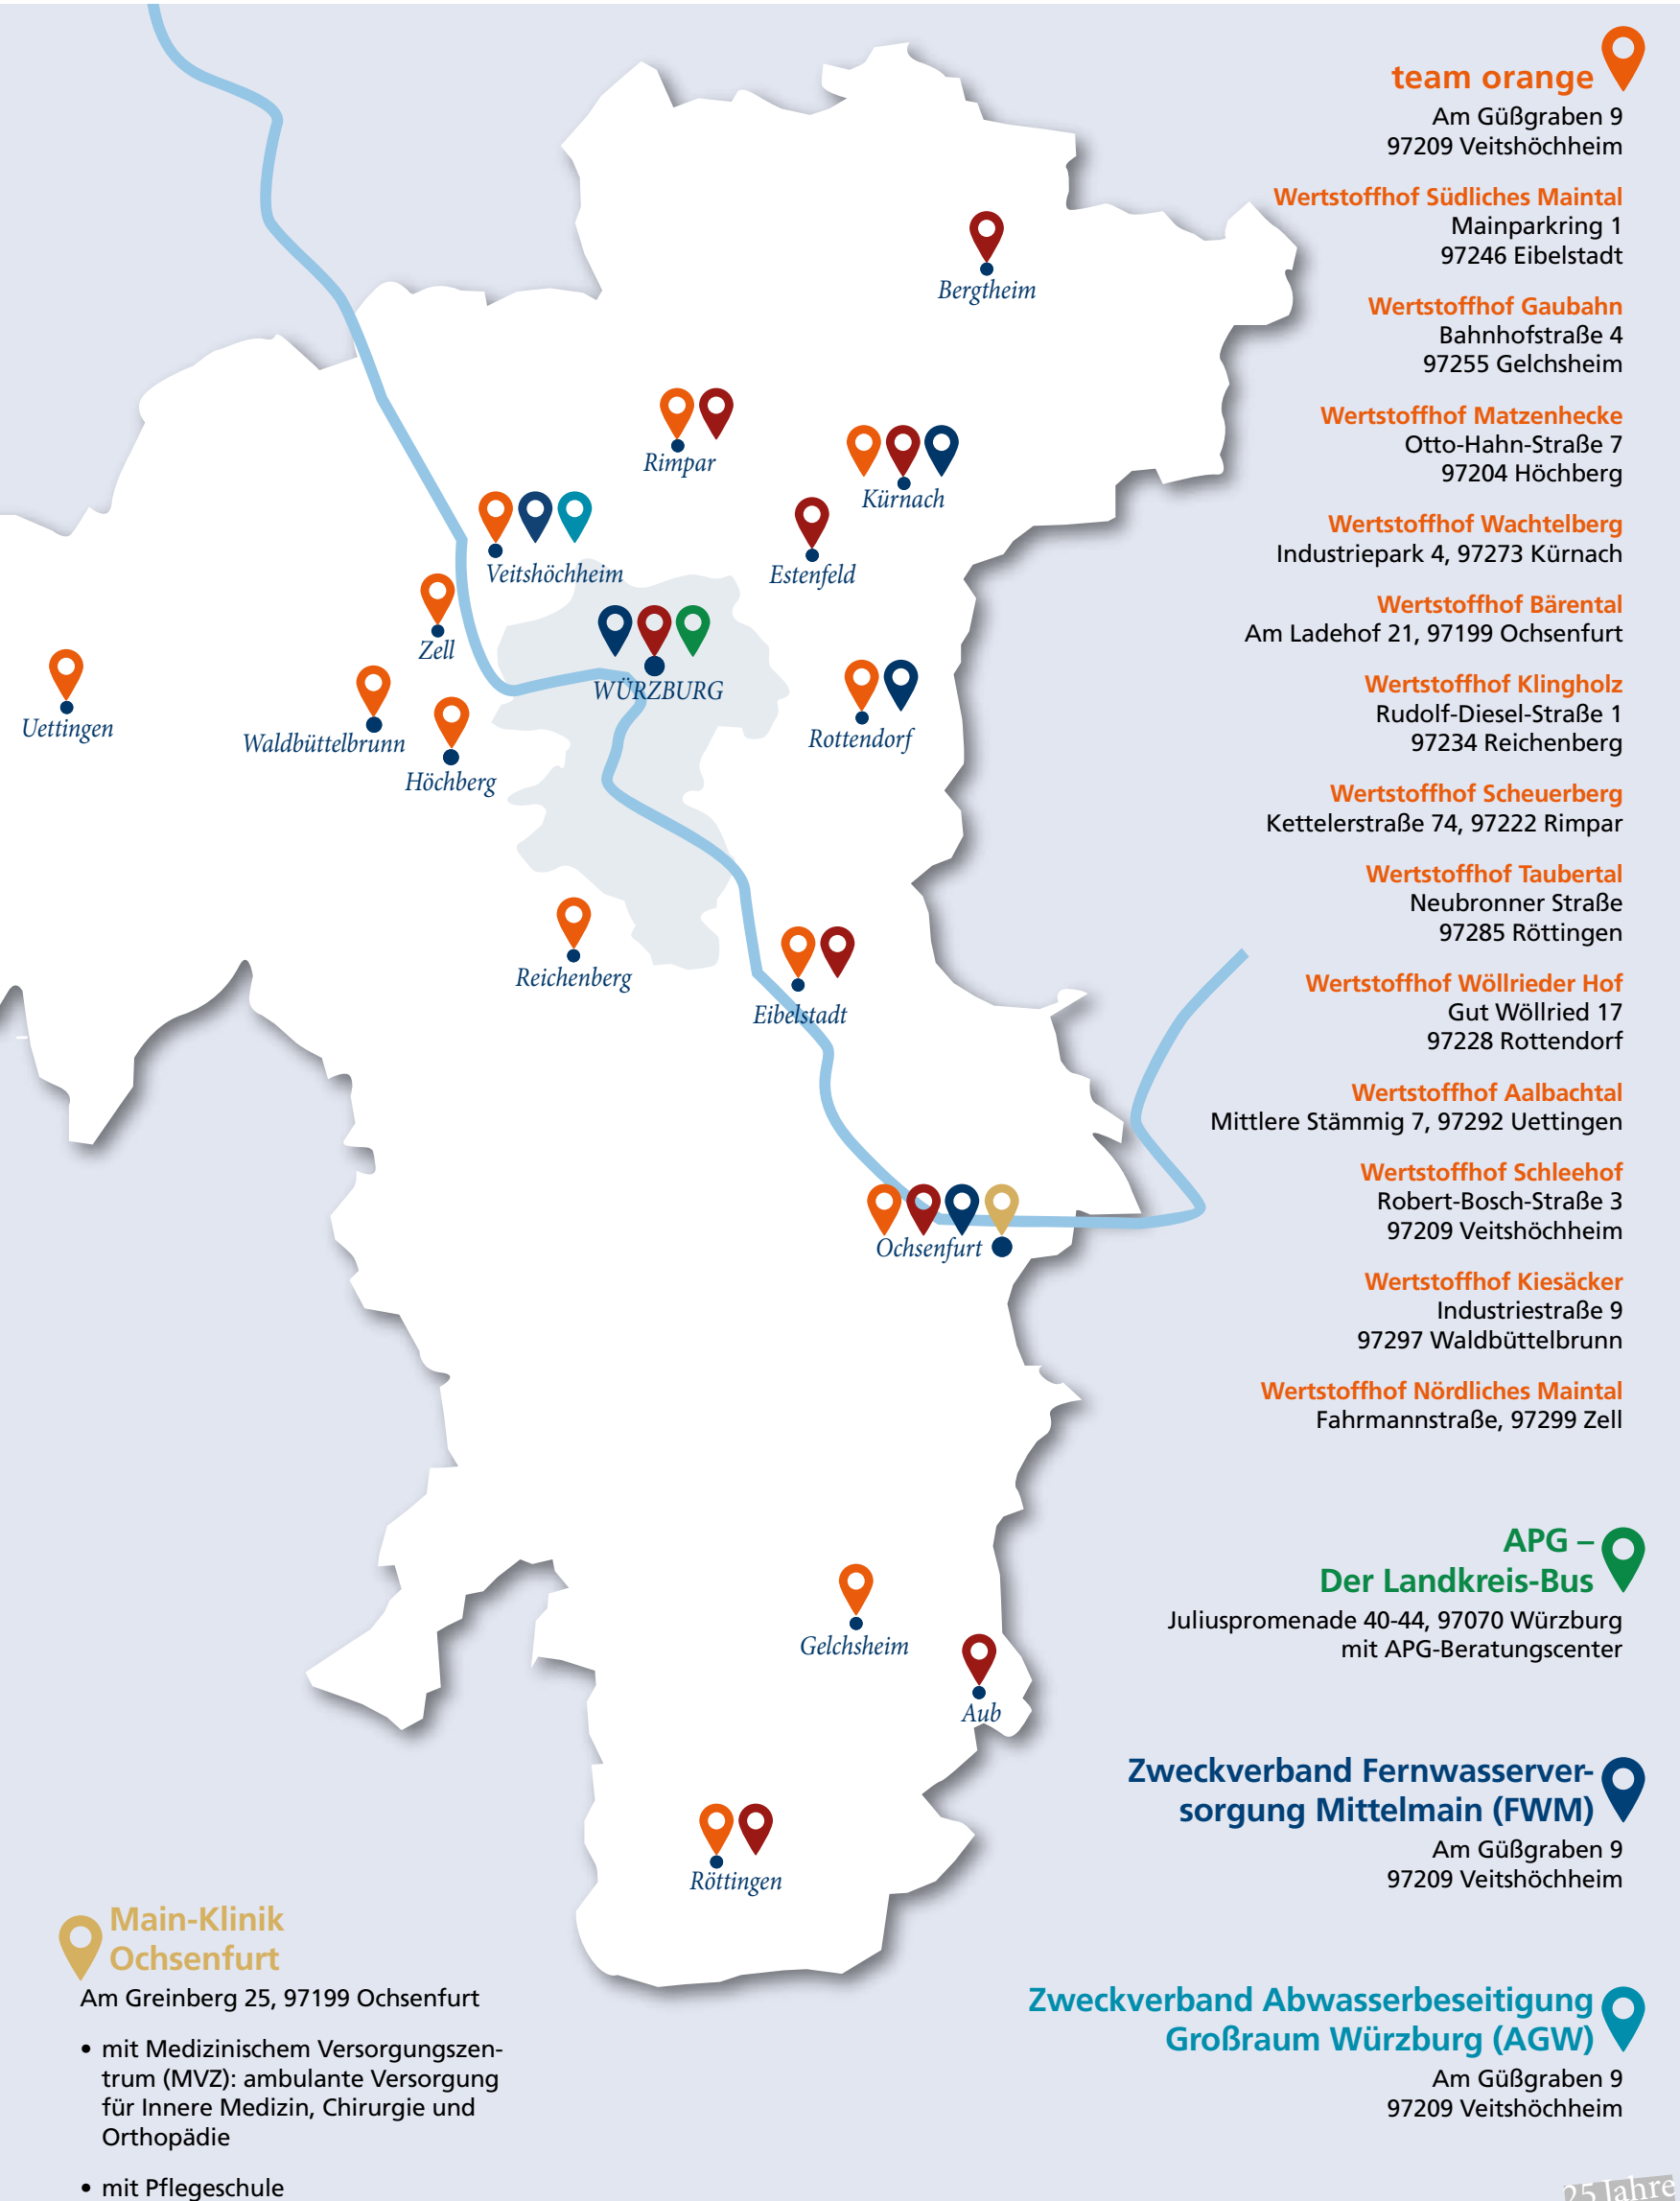 Bergtheim
Rimpar
Kürnach
Veitshöchheim
Estenfeld
Zell
WÜRZBURG
Uettingen
Waldbüttelbrunn
Rottendorf
Höchberg
Reichenberg
Eibelstadt
Ochsenfurt
Gelchsheim
Aub
Röttingen
team orange
Am Güßgraben 9
97209 Veitshöchheim
Wertstoffhof Südliches Maintal
Mainparkring 1
97246 Eibelstadt
Wertstoffhof Gaubahn
Bahnhofstraße 4
97255 Gelchsheim
Wertstoffhof Matzenhecke
Otto-Hahn-Straße 7
97204 Höchberg
Wertstoffhof Wachtelberg
Industriepark 4, 97273 Kürnach
Wertstoffhof Bärental
Am Ladehof 21, 97199 Ochsenfurt
Wertstoffhof Klingholz
Rudolf-Diesel-Straße 1
97234 Reichenberg
Wertstoffhof Scheuerberg
Kettelerstraße 74, 97222 Rimpar
Wertstoffhof Taubertal
Neubronner Straße
97285 Röttingen
Wertstoffhof Wöllrieder Hof
Gut Wöllried 17
97228 Rottendorf
Wertstoffhof Aalbachtal
Mittlere Stämmig 7, 97292 Uettingen
Wertstoffhof Schleehof
Robert-Bosch-Straße 3
97209 Veitshöchheim
Wertstoffhof Kiesäcker
Industriestraße 9
97297 Waldbüttelbrunn
Wertstoffhof Nördliches Maintal
Fahrmannstraße, 97299 Zell
APG –
Der Landkreis-Bus
Juliuspromenade 40-44, 97070 Würzburg
mit APG-Beratungscenter
Zweckverband Fernwasserver-
sorgung Mittelmain (FWM)
Am Güßgraben 9
97209 Veitshöchheim
Zweckverband Abwasserbeseitigung
Großraum Würzburg (AGW)
Am Güßgraben 9
97209 Veitshöchheim
Main-Klinik
Ochsenfurt
Am Greinberg 25, 97199 Ochsenfurt
• mit Medizinischem Versorgungszen-
trum (MVZ): ambulante Versorgung
für Innere Medizin, Chirurgie und
Orthopädie
• mit Pflegeschule
25 Jahre